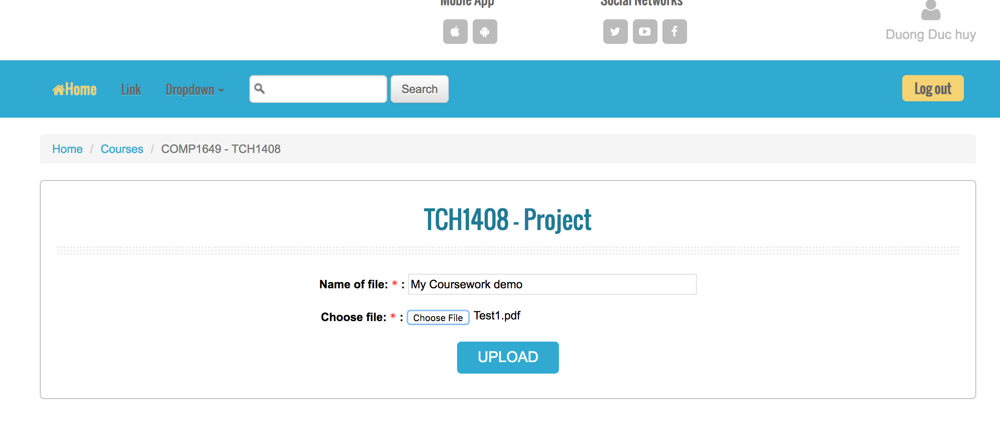 Mobie App
Social Networks
Duong Duc huy
Home
Link
Dropdown
Search
Log out
Home / Courses / COMP1649 - TCH1408
TCH1408 - Project
Name of file: * : My Coursework demo
Choose file: * : Choose File Test1.pdf
UPLOAD